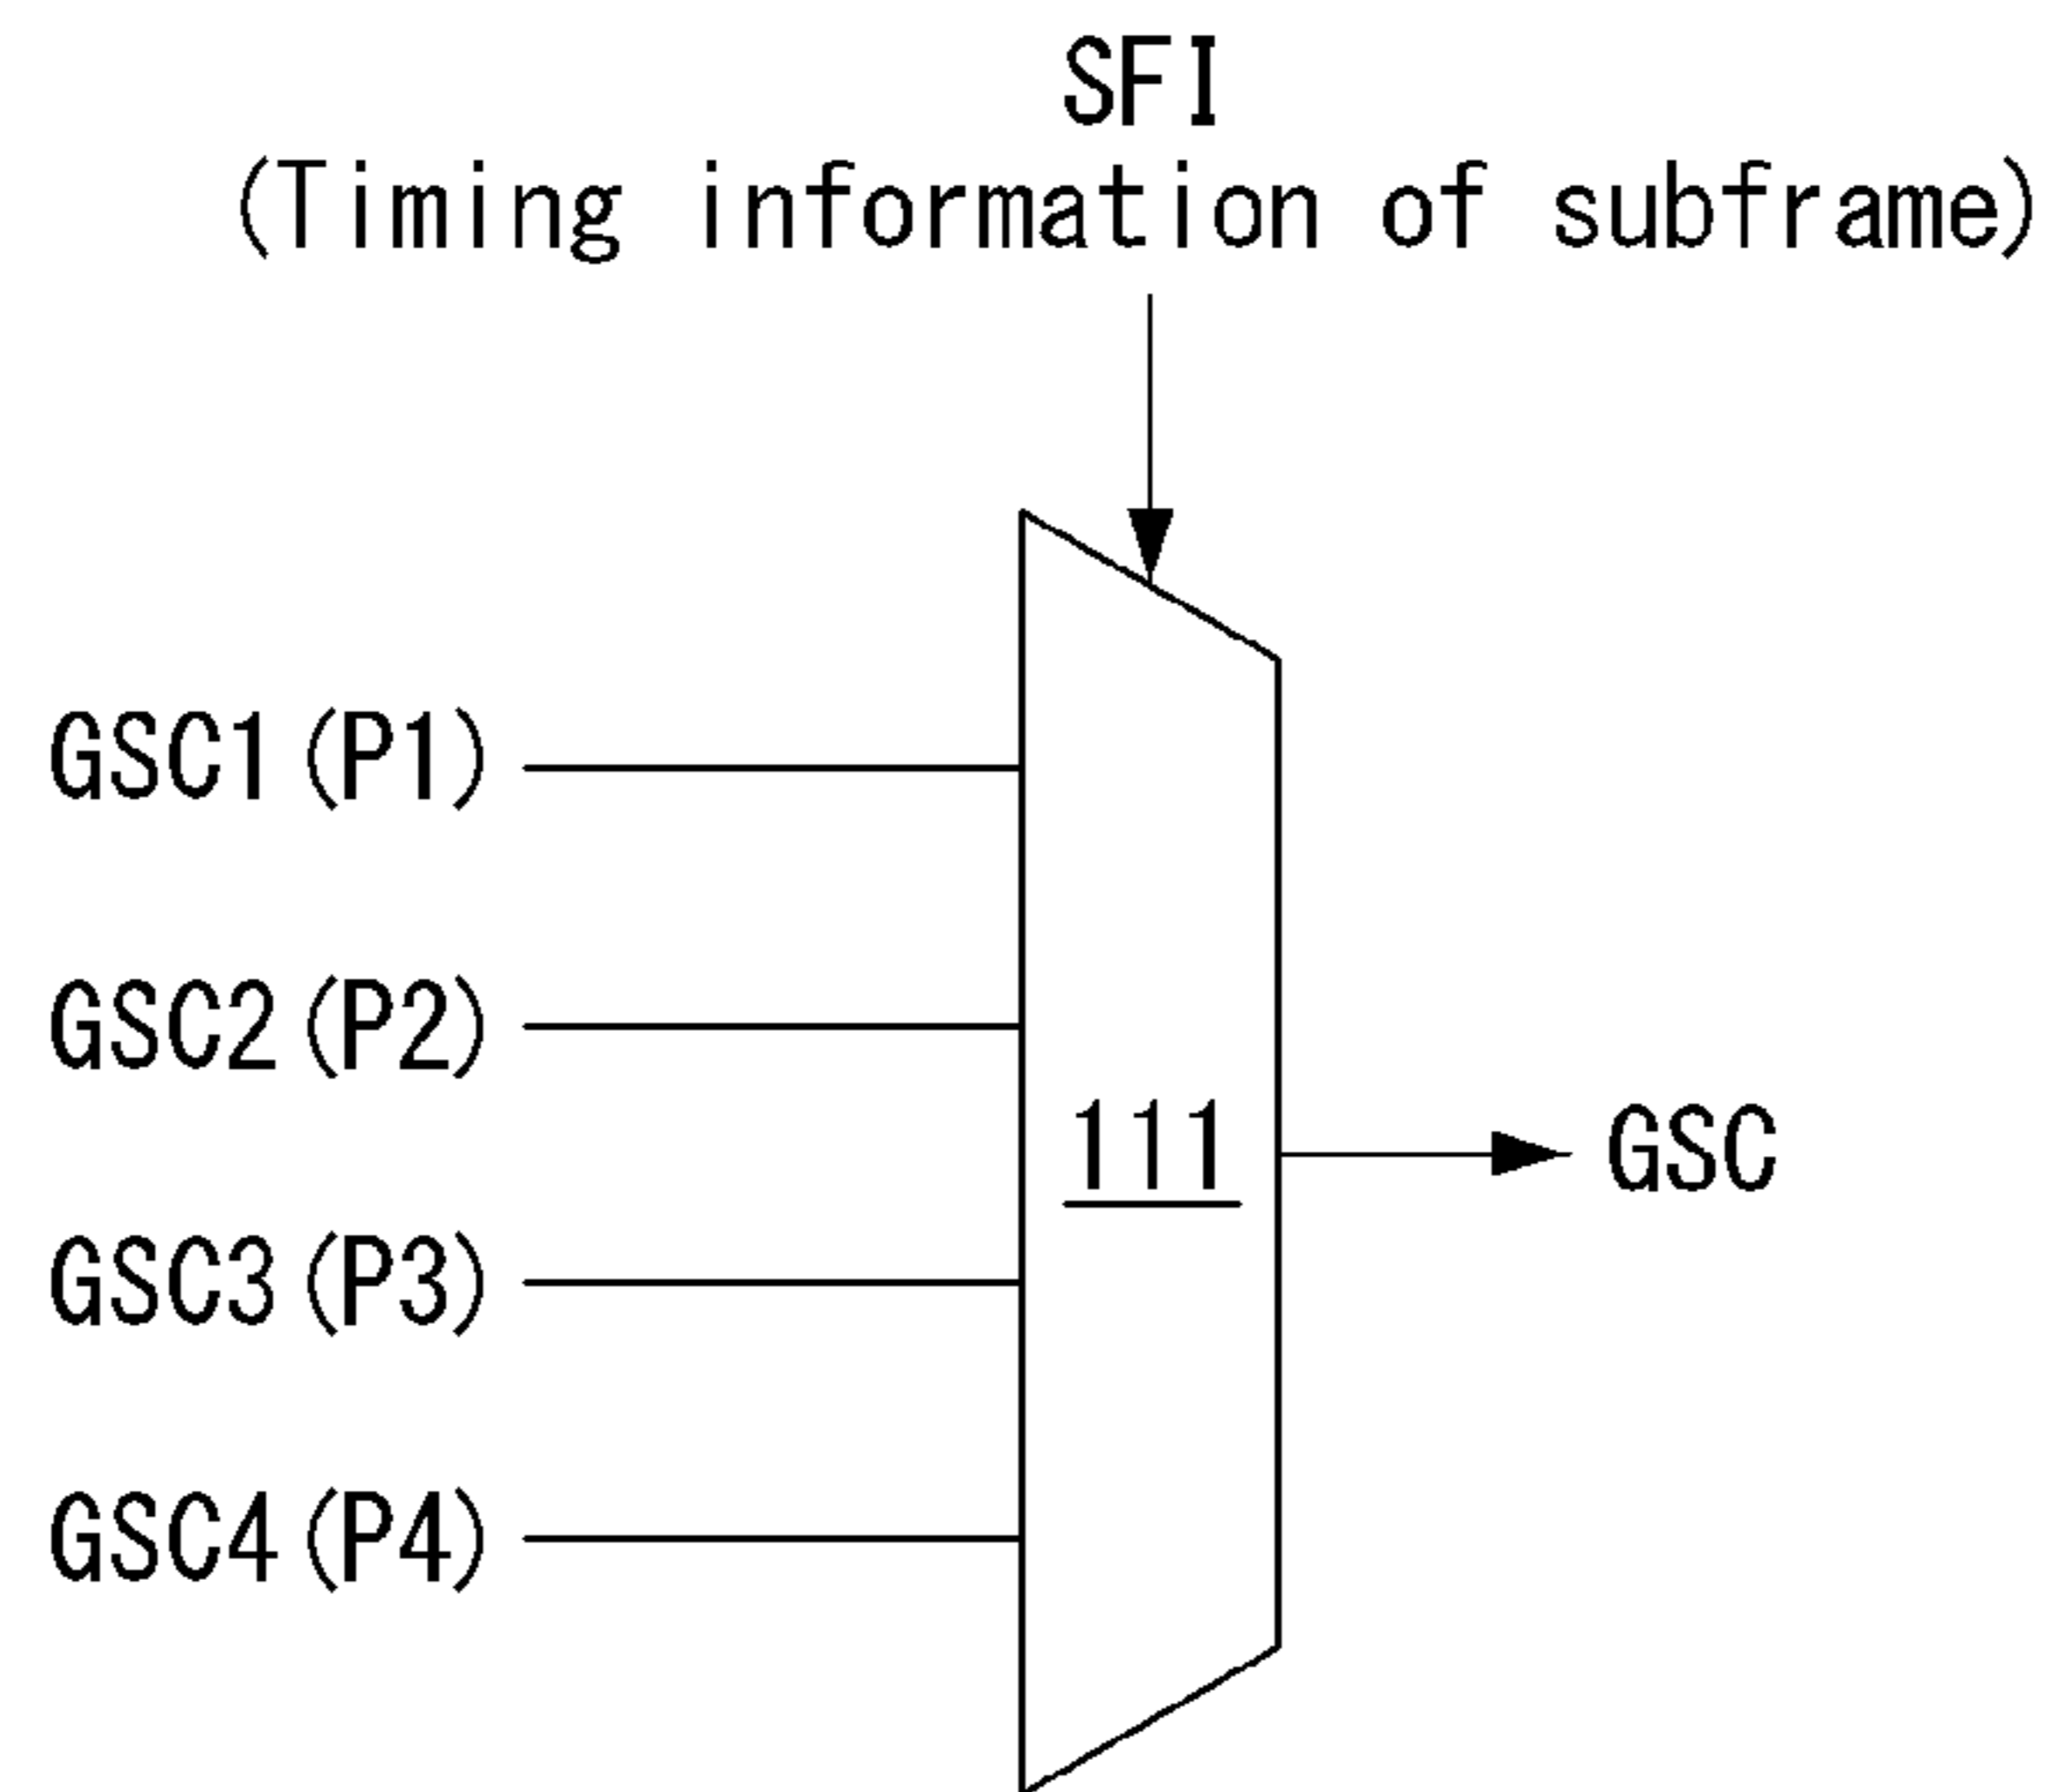 SFI
(Timing information of subframe)
GSC1(P1)
GSC2(P2)
111
GSC
GSC3(P3)
GSC4(P4)